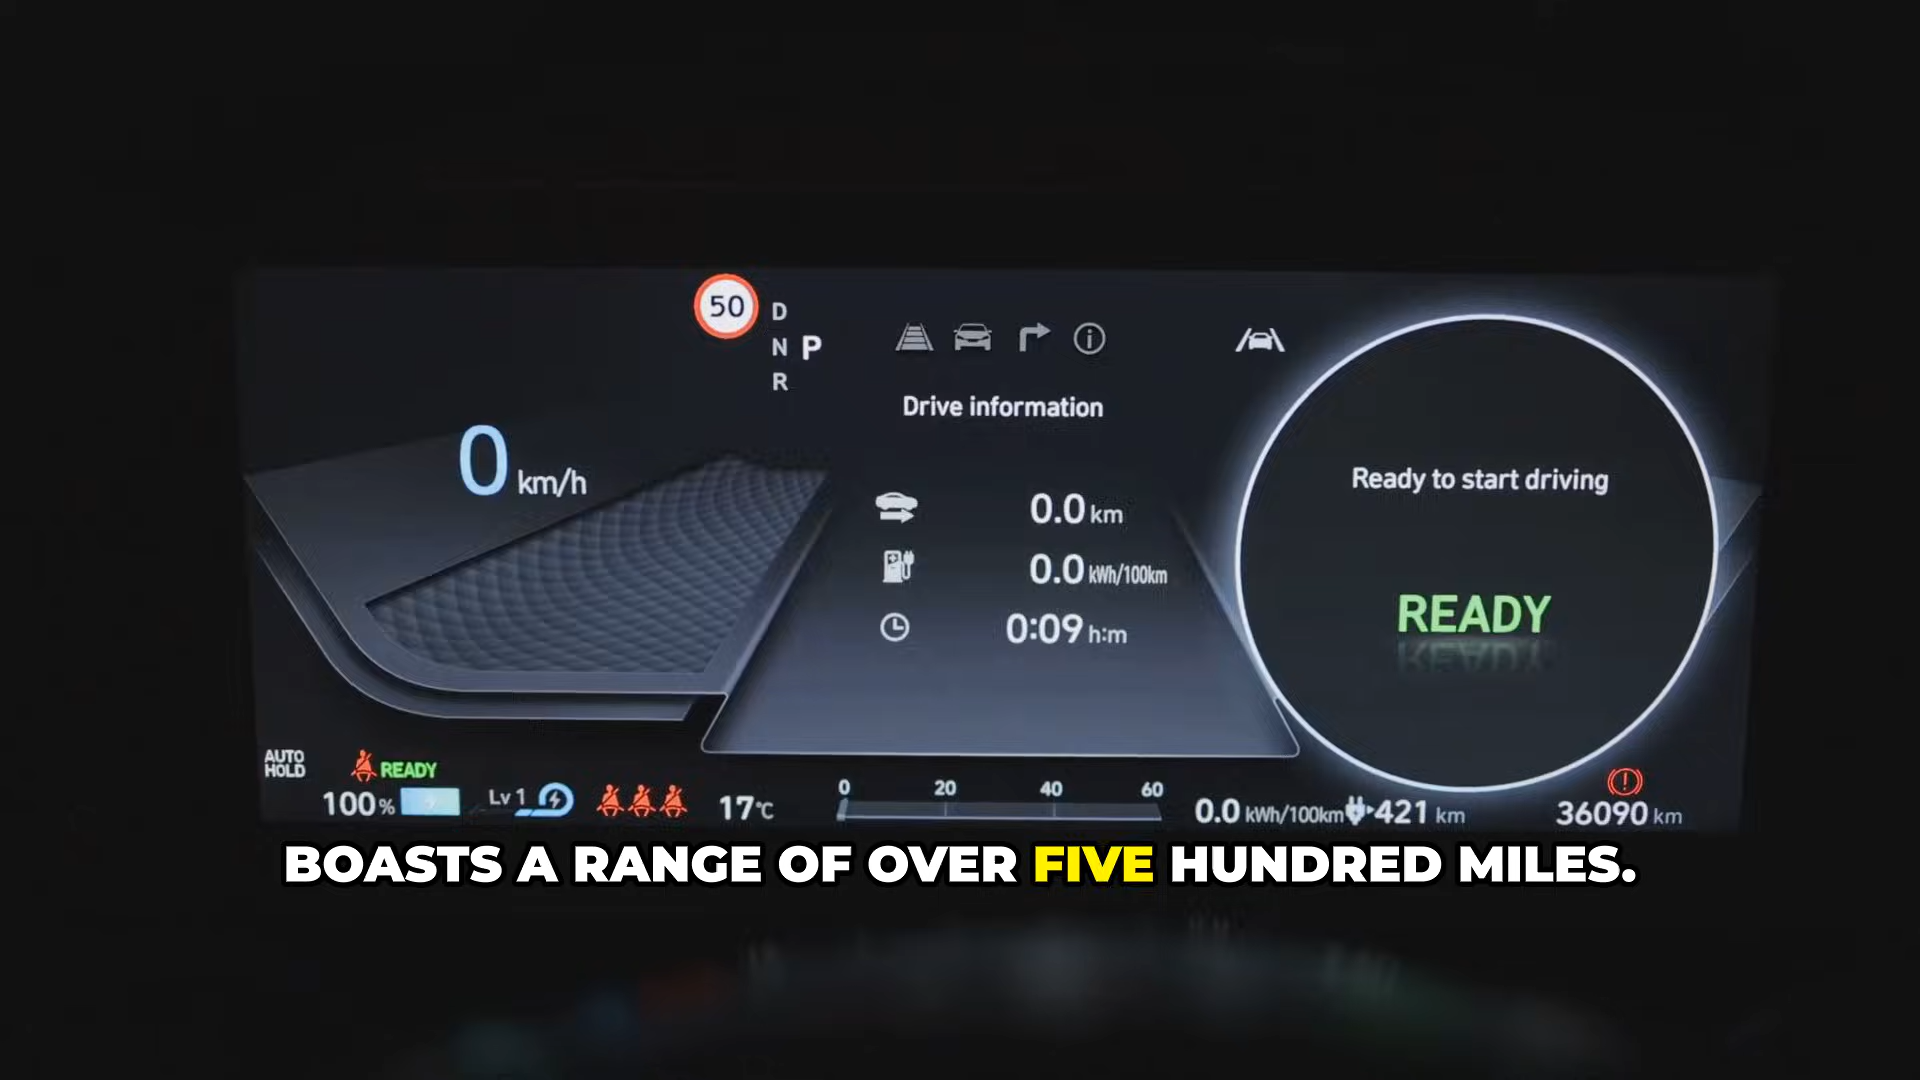 50
D
N P
R
Drive information
0 km/h
0.0 km
0.0 kWh/100km
0:09 h:m
Ready to start driving
READY
AUTO HOLD
READY
100%
Lv 1
17°C
0 20 40 60
0.0 kWh/100km
421 km
36090 km
BOASTS A RANGE OF OVER FIVE HUNDRED MILES.